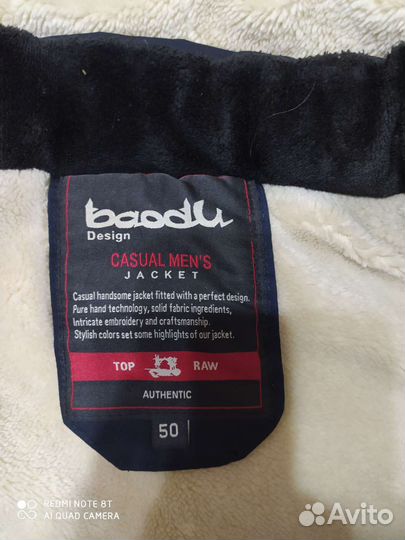 baodu
Design
CASUAL MEN'S
JACKET
Casual handsome jacket fitted with a perfect design.
Pure hand technology, solid fabric ingredients,
Intricate embroidery and craftsmanship.
Stylish colors set some highlights of our jacket.
TOP RAW
AUTHENTIC
50
REDMI NOTE 8T
AI QUAD CAMERA
Avito